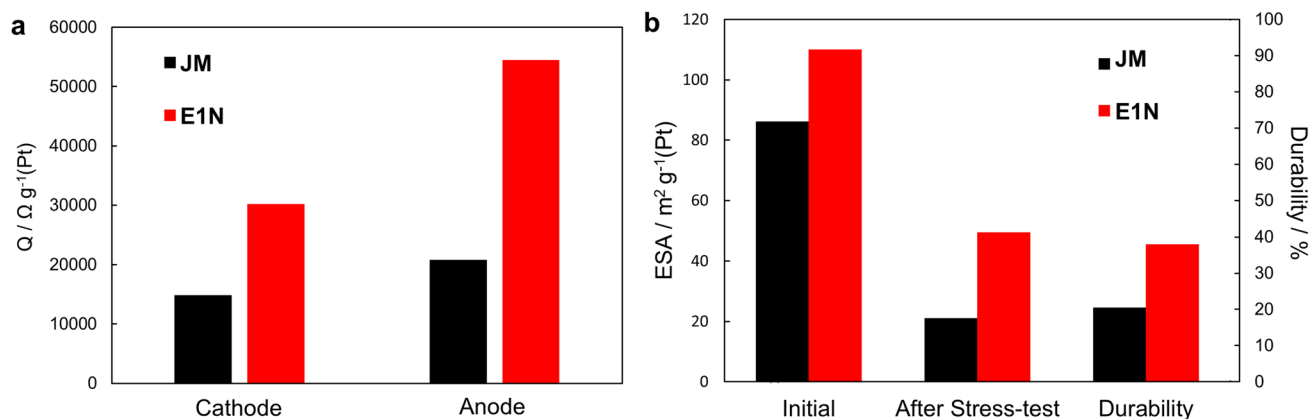 a
60000
50000
40000
30000
20000
10000
0
Q / Ω g⁻¹(Pt)
JM
E1N
Cathode
Anode
b
120
100
80
60
40
20
0
ESA / m² g⁻¹(Pt)
JM
E1N
100
90
80
70
60
50
40
30
20
10
0
Durability / %
Initial
After Stress-test
Durability